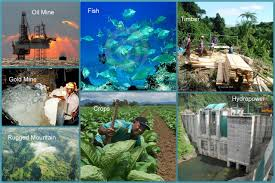 Oil Mine
Fish
Timber
Gold Mine
Crops
Hydropower
Rugged Mountain